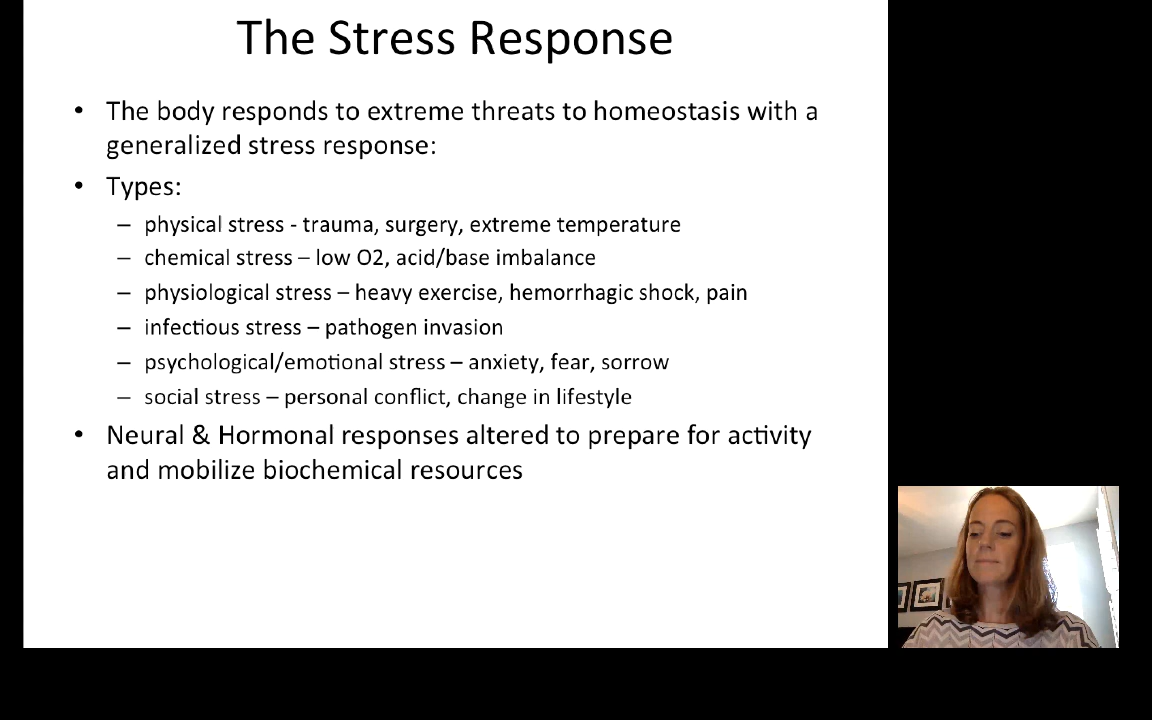 The Stress Response
• The body responds to extreme threats to homeostasis with a
generalized stress response:
• Types:
– physical stress - trauma, surgery, extreme temperature
– chemical stress – low O2, acid/base imbalance
– physiological stress – heavy exercise, hemorrhagic shock, pain
– infectious stress – pathogen invasion
– psychological/emotional stress – anxiety, fear, sorrow
– social stress – personal conflict, change in lifestyle
• Neural & Hormonal responses altered to prepare for activity
and mobilize biochemical resources